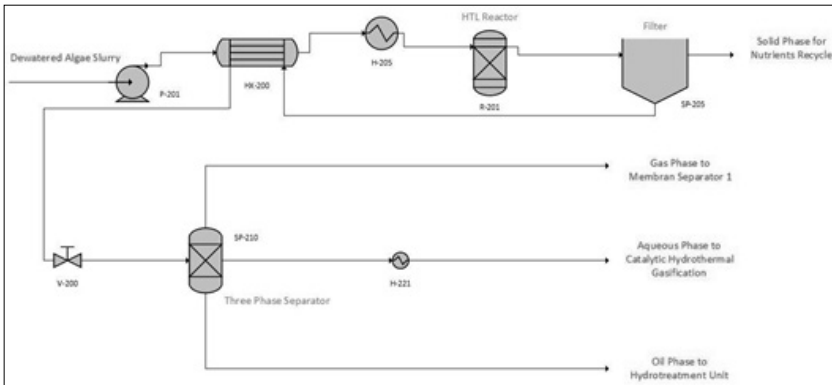 HTL Reactor
Filter
Dewatered Algae Slurry
Solid Phase for
Nutrients Recycle
P-201
HX-200
H-205
R-201
SP-205
Gas Phase to
Membran Separator 1
SP-210
Aqueous Phase to
Catalytic Hydrothermal
Gasification
V-200
H-221
Three Phase Separator
Oil Phase to
Hydrotreatment Unit